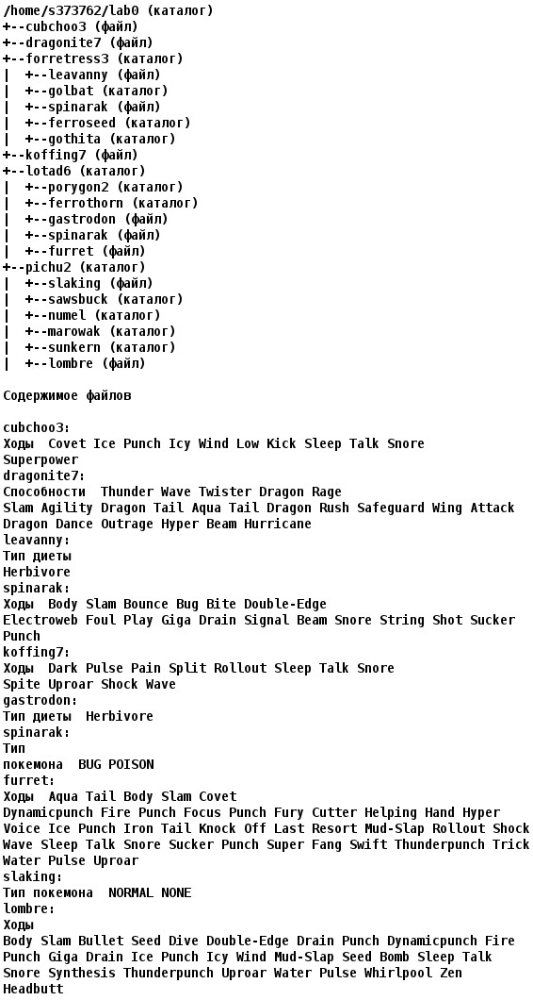 /home/s373762/lab0 (каталог)
+--cubchoo3 (файл)
+--dragonite7 (файл)
+--forretress3 (каталог)
|  +--leavanny (файл)
|  +--golbat (каталог)
|  +--spinarak (файл)
|  +--ferroseed (каталог)
|  +--gothita (каталог)
+--koffing7 (файл)
+--lotad6 (каталог)
|  +--porygon2 (каталог)
|  +--ferrothorn (каталог)
|  +--gastrodon (файл)
|  +--spinarak (файл)
|  +--furret (файл)
+--pichu2 (каталог)
|  +--slaking (файл)
|  +--sawsbuck (каталог)
|  +--numel (каталог)
|  +--marowak (каталог)
|  +--sunkern (каталог)
|  +--lombre (файл)

Содержимое файлов

cubchoo3:
Ходы  Covet Ice Punch Icy Wind Low Kick Sleep Talk Snore
Superpower
dragonite7:
Способности  Thunder Wave Twister Dragon Rage
Slam Agility Dragon Tail Aqua Tail Dragon Rush Safeguard Wing Attack
Dragon Dance Outrage Hyper Beam Hurricane
leavanny:
Тип диеты
Herbivore
spinarak:
Ходы  Body Slam Bounce Bug Bite Double-Edge
Electroweb Foul Play Giga Drain Signal Beam Snore String Shot Sucker
Punch
koffing7:
Ходы  Dark Pulse Pain Split Rollout Sleep Talk Snore
Spite Uproar Shock Wave
gastrodon:
Тип диеты  Herbivore
spinarak:
Тип
покемона  BUG POISON
furret:
Ходы  Aqua Tail Body Slam Covet
Dynamicpunch Fire Punch Focus Punch Fury Cutter Helping Hand Hyper
Voice Ice Punch Iron Tail Knock Off Last Resort Mud-Slap Rollout Shock
Wave Sleep Talk Snore Sucker Punch Super Fang Swift Thunderpunch Trick
Water Pulse Uproar
slaking:
Тип покемона  NORMAL NONE
lombre:
Ходы
Body Slam Bullet Seed Dive Double-Edge Drain Punch Dynamicpunch Fire
Punch Giga Drain Ice Punch Icy Wind Mud-Slap Seed Bomb Sleep Talk
Snore Synthesis Thunderpunch Uproar Water Pulse Whirlpool Zen
Headbutt